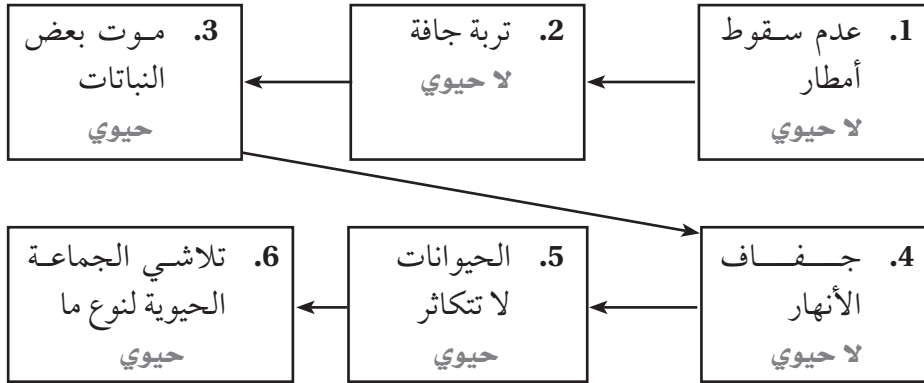 1. عدم سقوط
أمطار
لا حيوي
2. تربة جافة
لا حيوي
3. موت بعض
النباتات
حيوي
4. جفاف
الأنهار
لا حيوي
5. الحيوانات
لا تتكاثر
حيوي
6. تلاشي الجماعة
الحيوية لنوع ما
حيوي